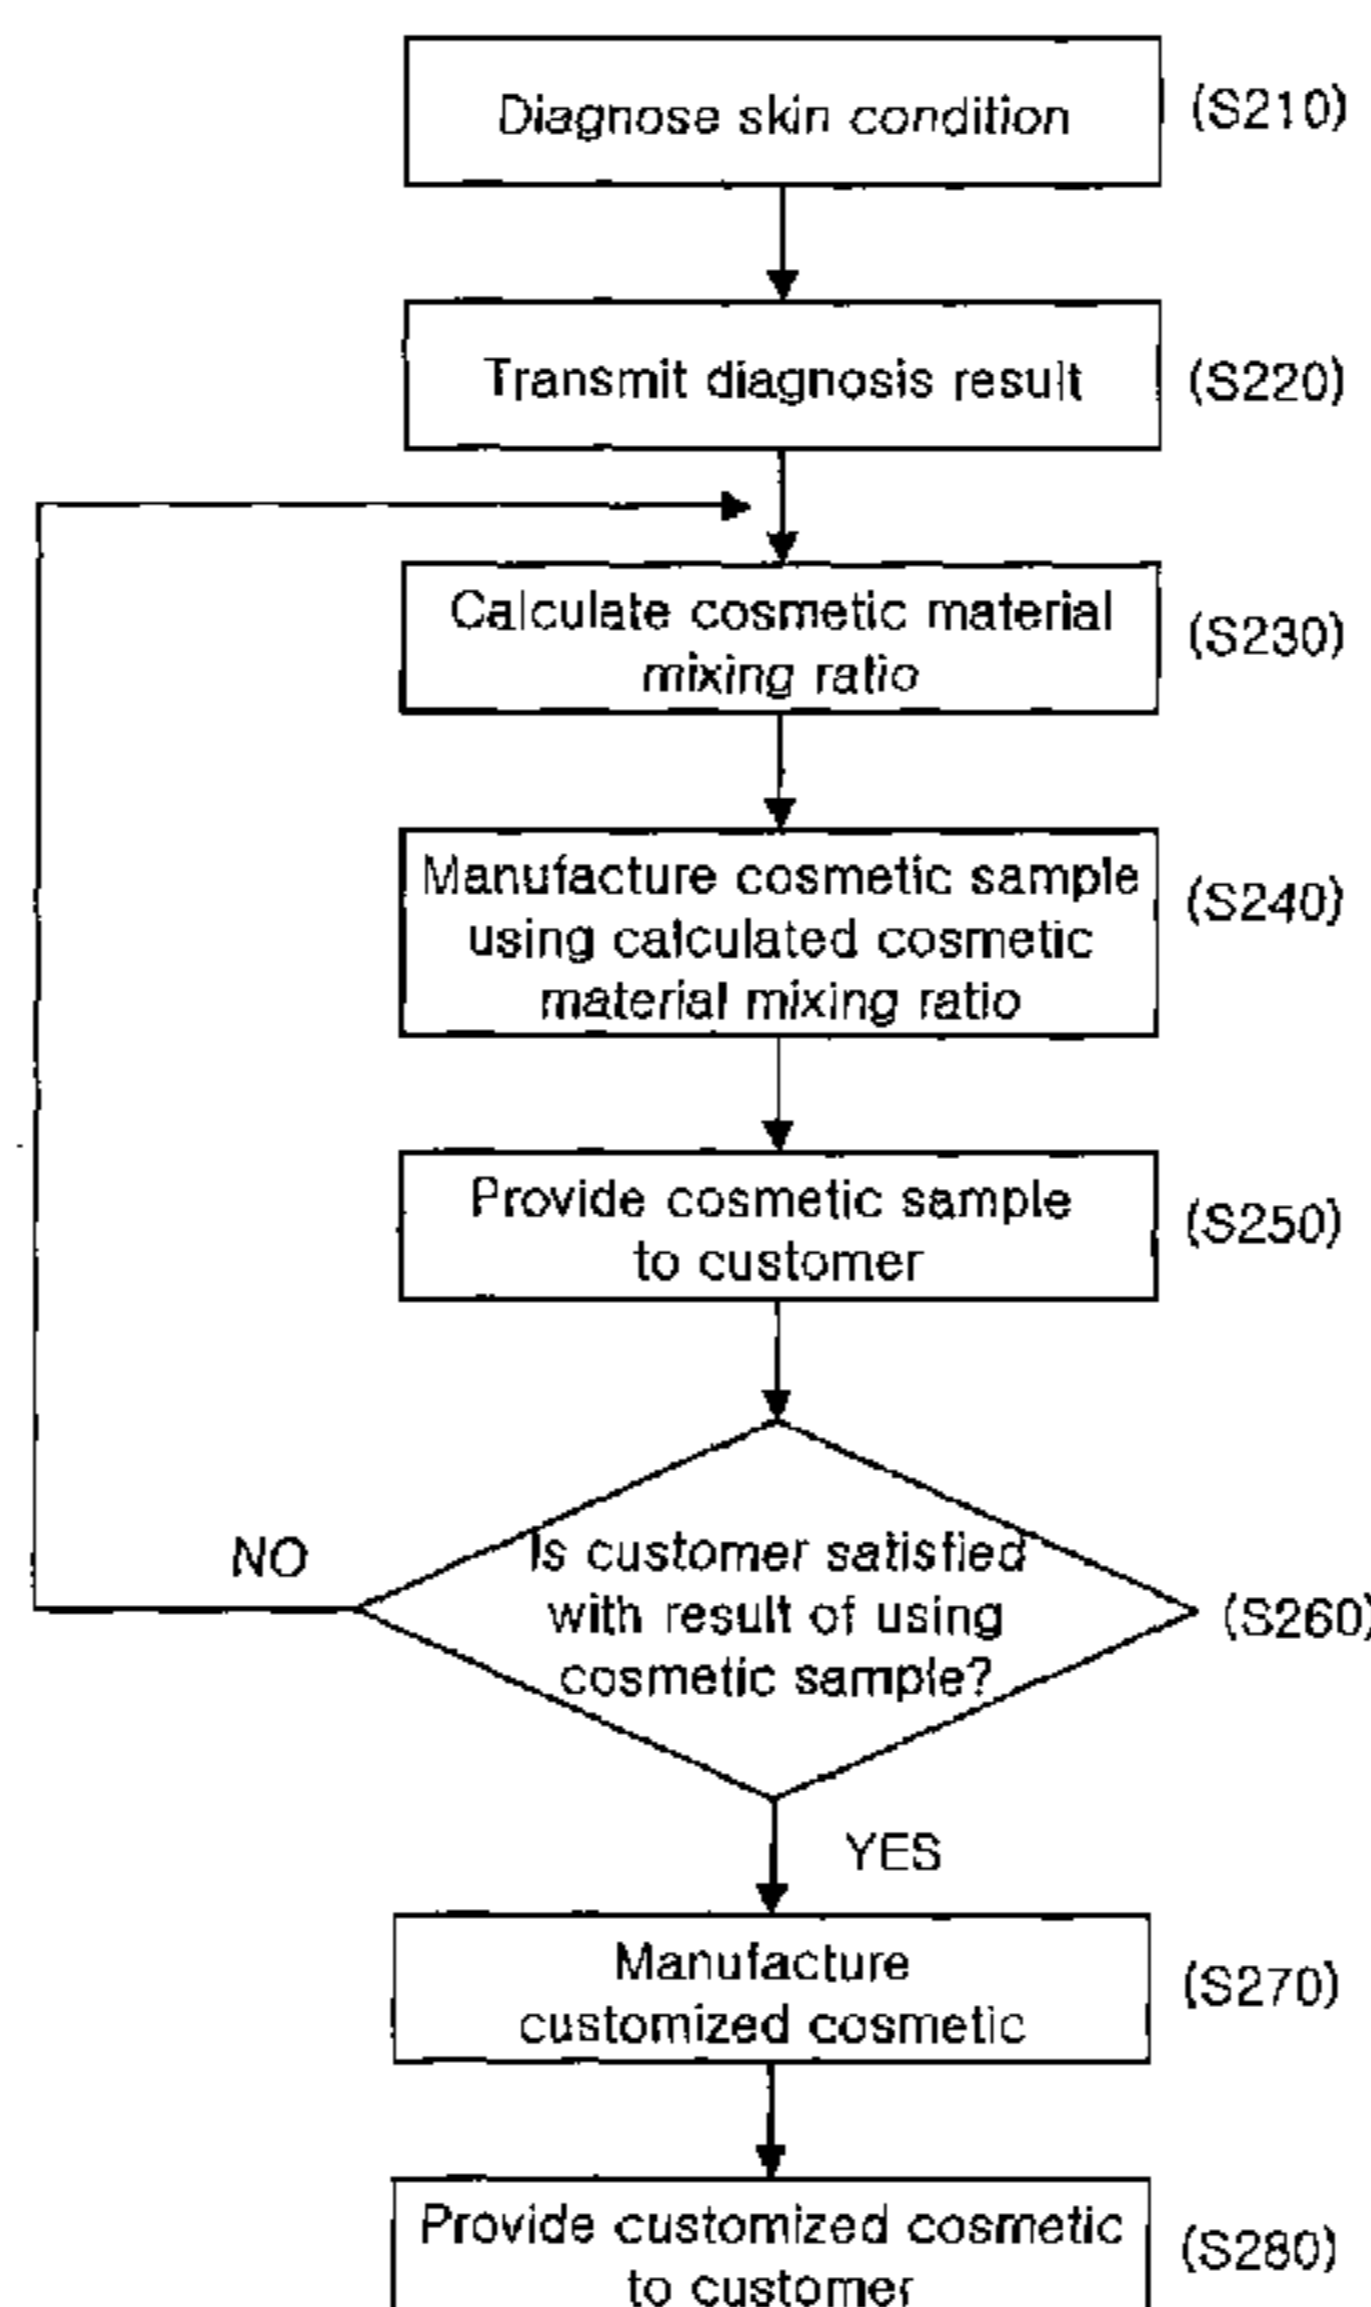 Diagnose skin condition (S210)
Transmit diagnosis result (S220)
Calculate cosmetic material
mixing ratio
(S230)
Manufacture cosmetic sample
using calculated cosmetic
material mixing ratio
(S240)
Provide cosmetic sample
to customer
(S250)
NO
Is customer satisfied
with result of using
cosmetic sample?
(S260)
YES
Manufacture
customized cosmetic
(S270)
Provide customized cosmetic
to customer
(S280)